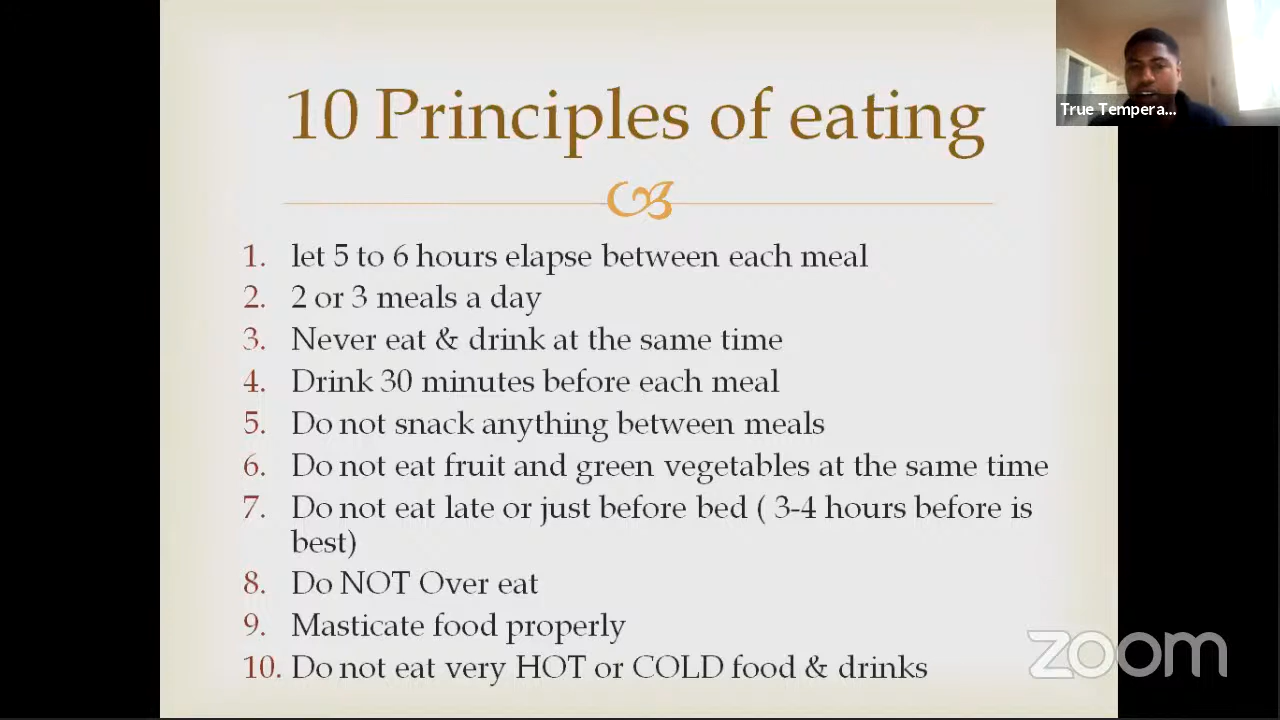 10 Principles of eating
1. let 5 to 6 hours elapse between each meal
2. 2 or 3 meals a day
3. Never eat & drink at the same time
4. Drink 30 minutes before each meal
5. Do not snack anything between meals
6. Do not eat fruit and green vegetables at the same time
7. Do not eat late or just before bed ( 3-4 hours before is
best)
8. Do NOT Over eat
9. Masticate food properly
10. Do not eat very HOT or COLD food & drinks
True Tempera...
zoom